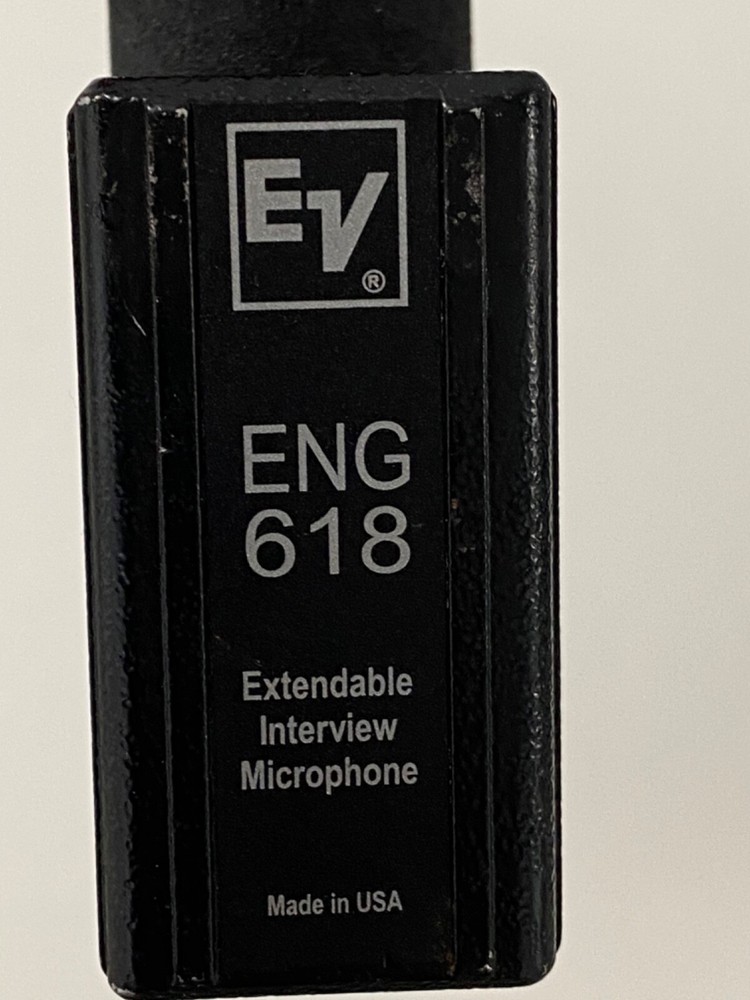 EV®
ENG
618
Extendable
Interview
Microphone
Made in USA